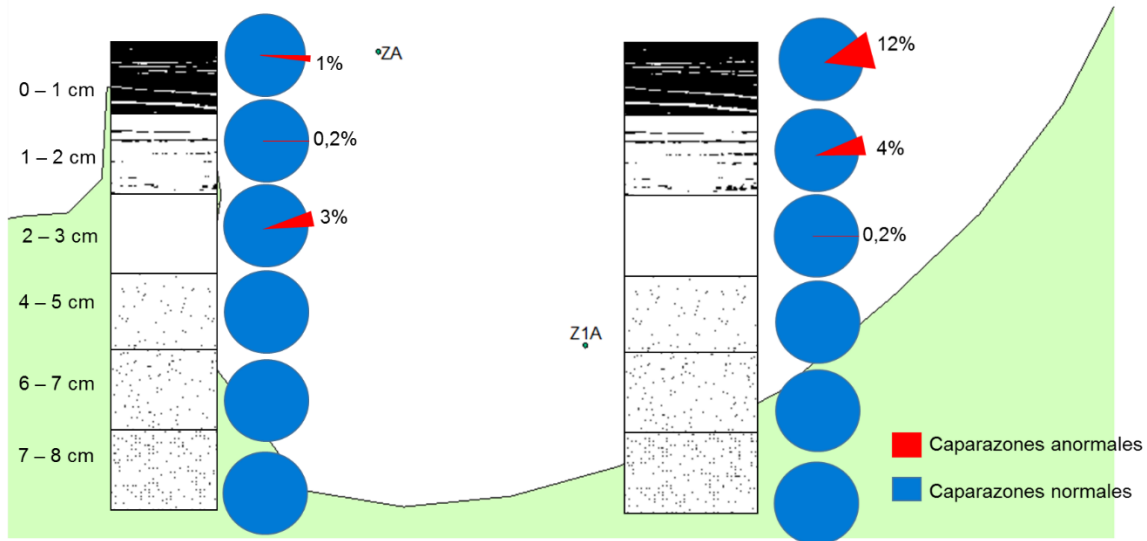 12%
ZA
1%
0 – 1 cm
0,2%
4%
1 – 2 cm
3%
2 – 3 cm
0,2%
4 – 5 cm
Z1A
6 – 7 cm
Caparazones anormales
7 – 8 cm
Caparazones normales